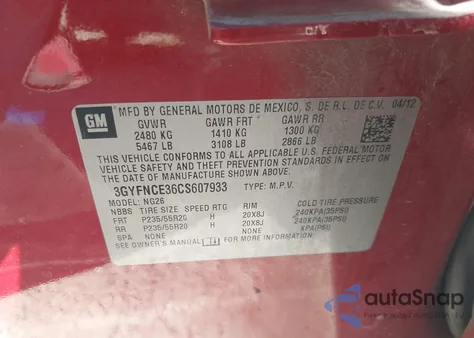 GM
MFD BY GENERAL MOTORS DE MEXICO, S. DE R.L. DE C.V. 04/12
GVWR GAWR FRT GAWR RR
2480 KG 1410 KG 1300 KG
5467 LB 3108 LB 2866 LB
THIS VEHICLE CONFORMS TO ALL APPLICABLE U.S. FEDERAL MOTOR
VEHICLE SAFETY AND THEFT PREVENTION STANDARDS IN
EFFECT ON THE DATE OF MANUFACTURE SHOWN ABOVE.
3GYFNCE36CS607933 TYPE: M.P.V.
MODEL: NG26
NBBS TIRE SIZE SPEED RTG RIM COLD TIRE PRESSURE
FRT P235/55R20 H 20X8J 240KPA(35PSI)
RR P235/55R20 H 20X8J 240KPA(35PSI)
SPA NONE KPA(PSI)
SEE OWNER'S MANUAL FOR MORE INFORMATION
autoSnap